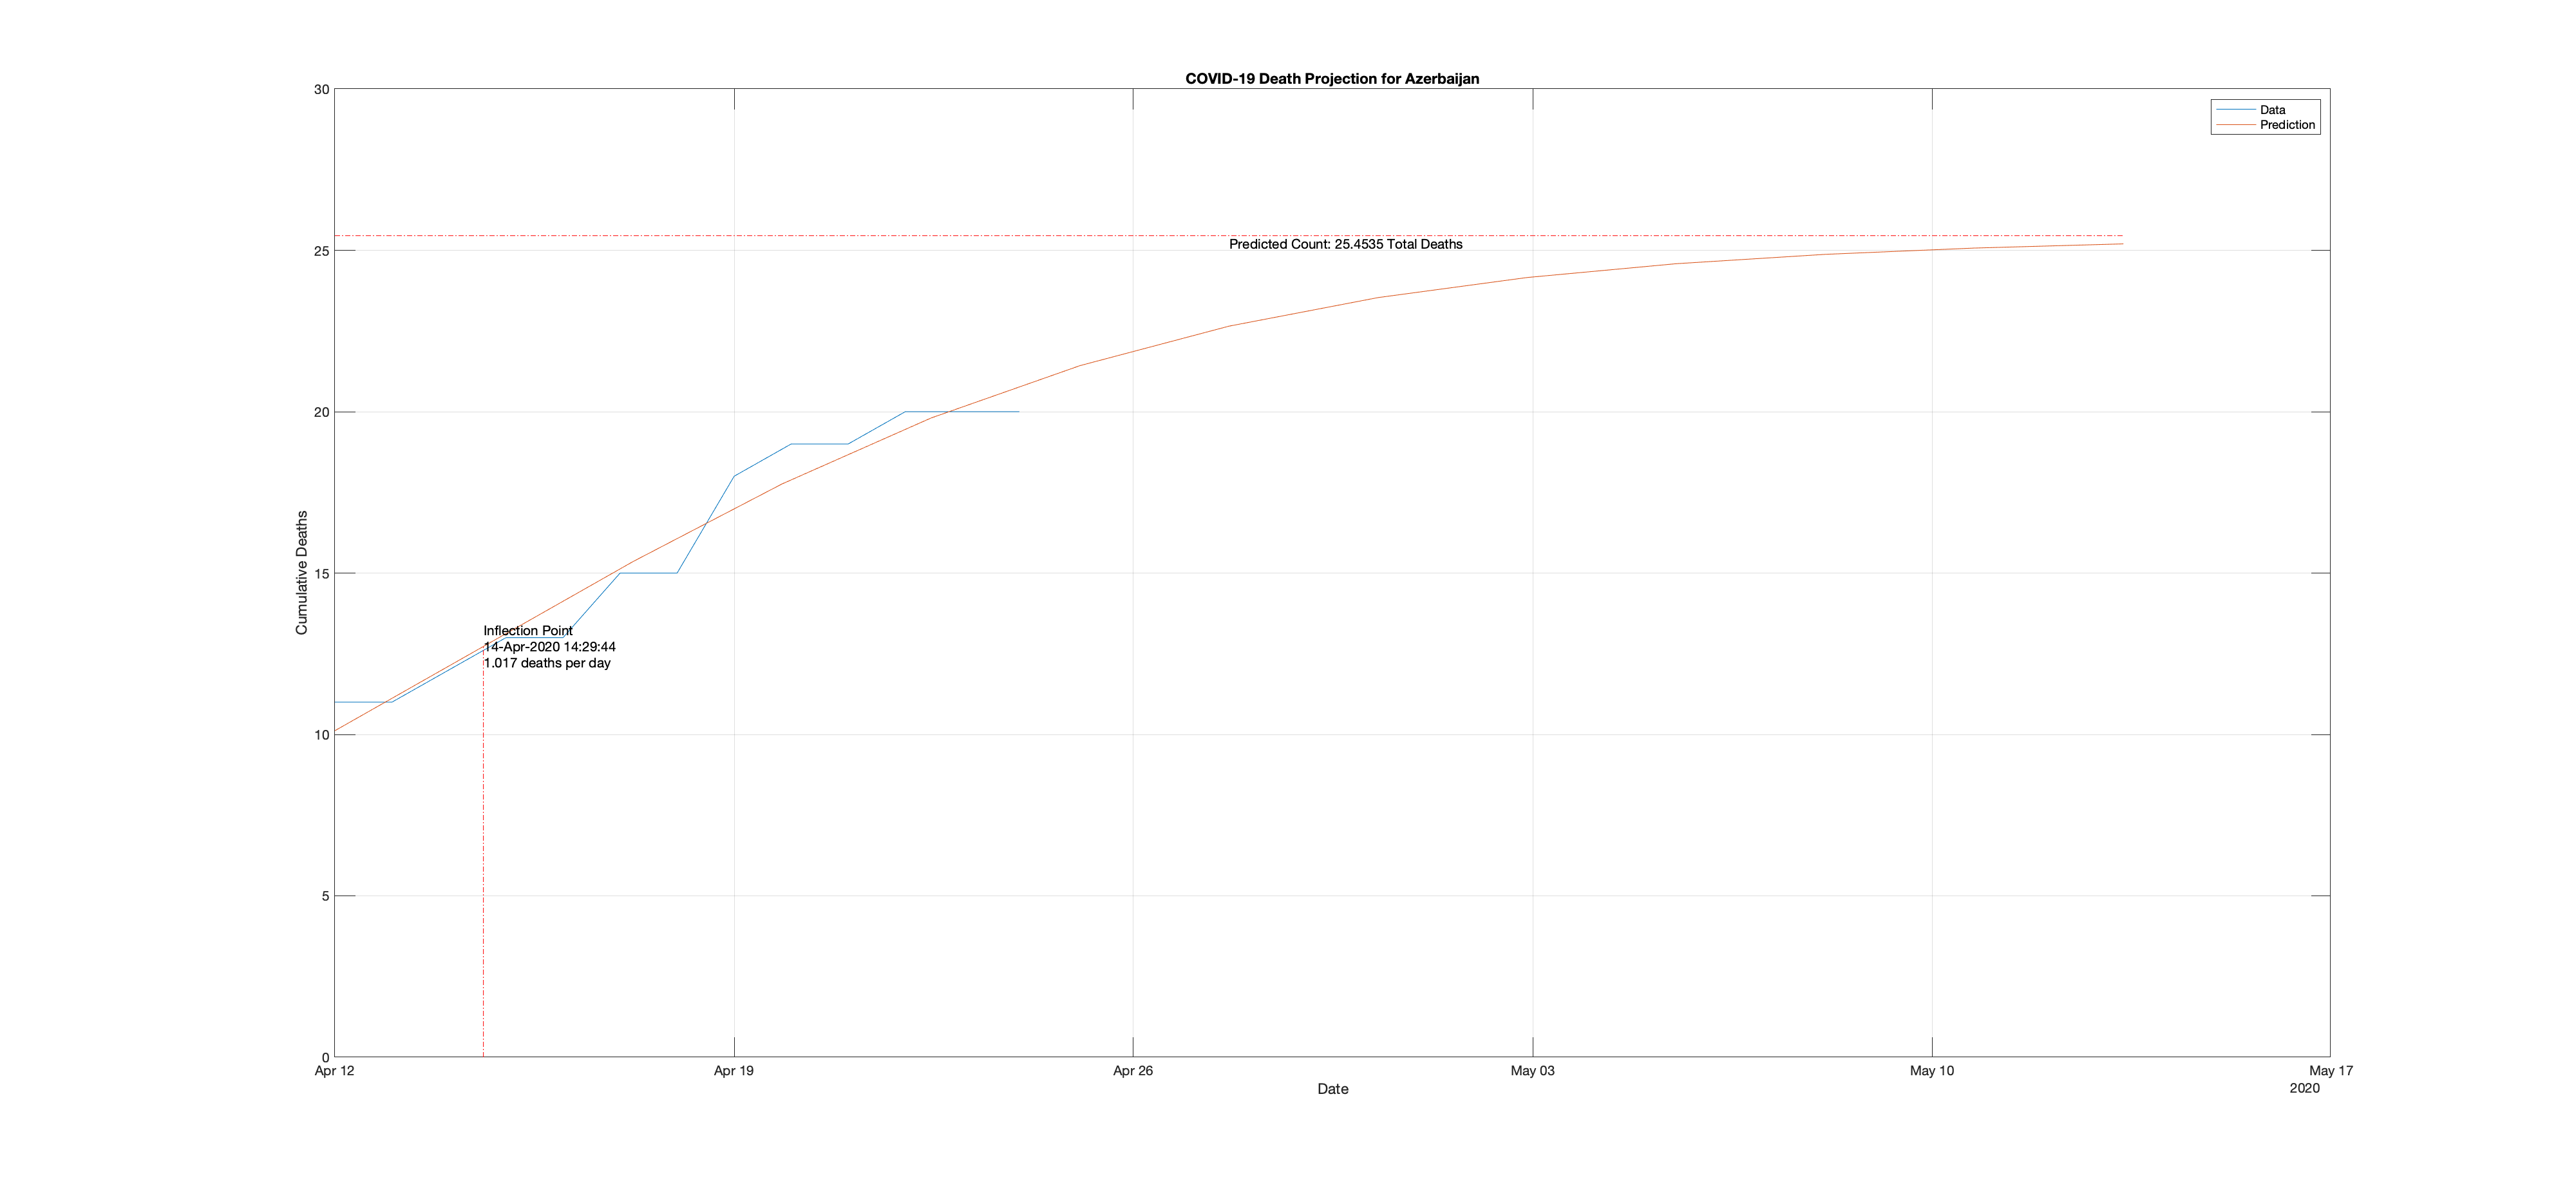 COVID-19 Death Projection for Azerbaijan
Data
Prediction
30
25
20
15
10
5
0
Cumulative Deaths
Predicted Count: 25.4535 Total Deaths
Inflection Point
14-Apr-2020 14:29:44
1.017 deaths per day
Apr 12
Apr 19
Apr 26
May 03
May 10
May 17
Date
2020